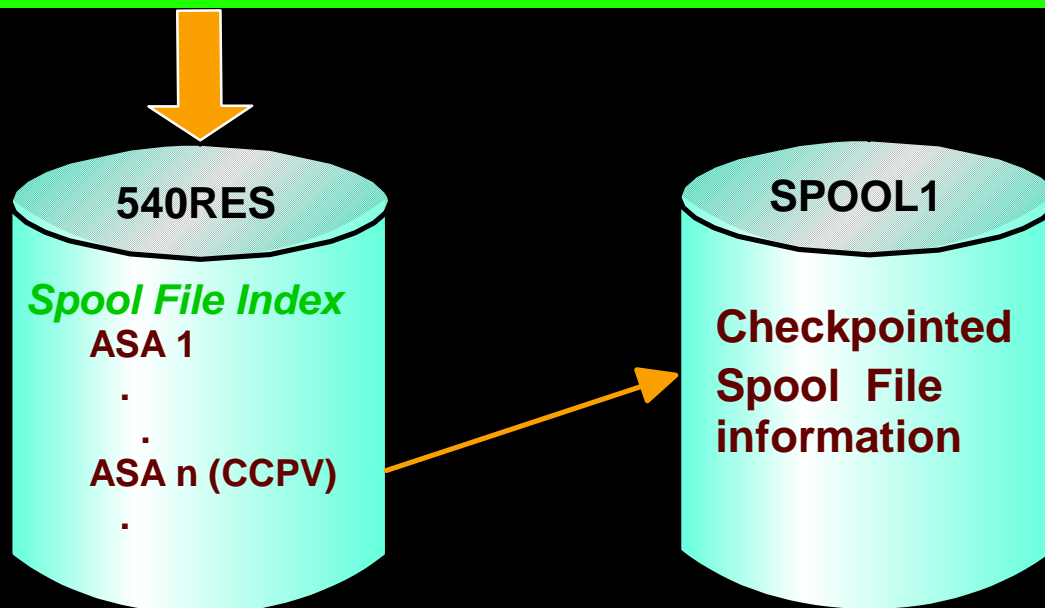 540RES
Spool File Index
ASA 1
.
.
ASA n (CCPV)
.
SPOOL1
Checkpointed
Spool File
information